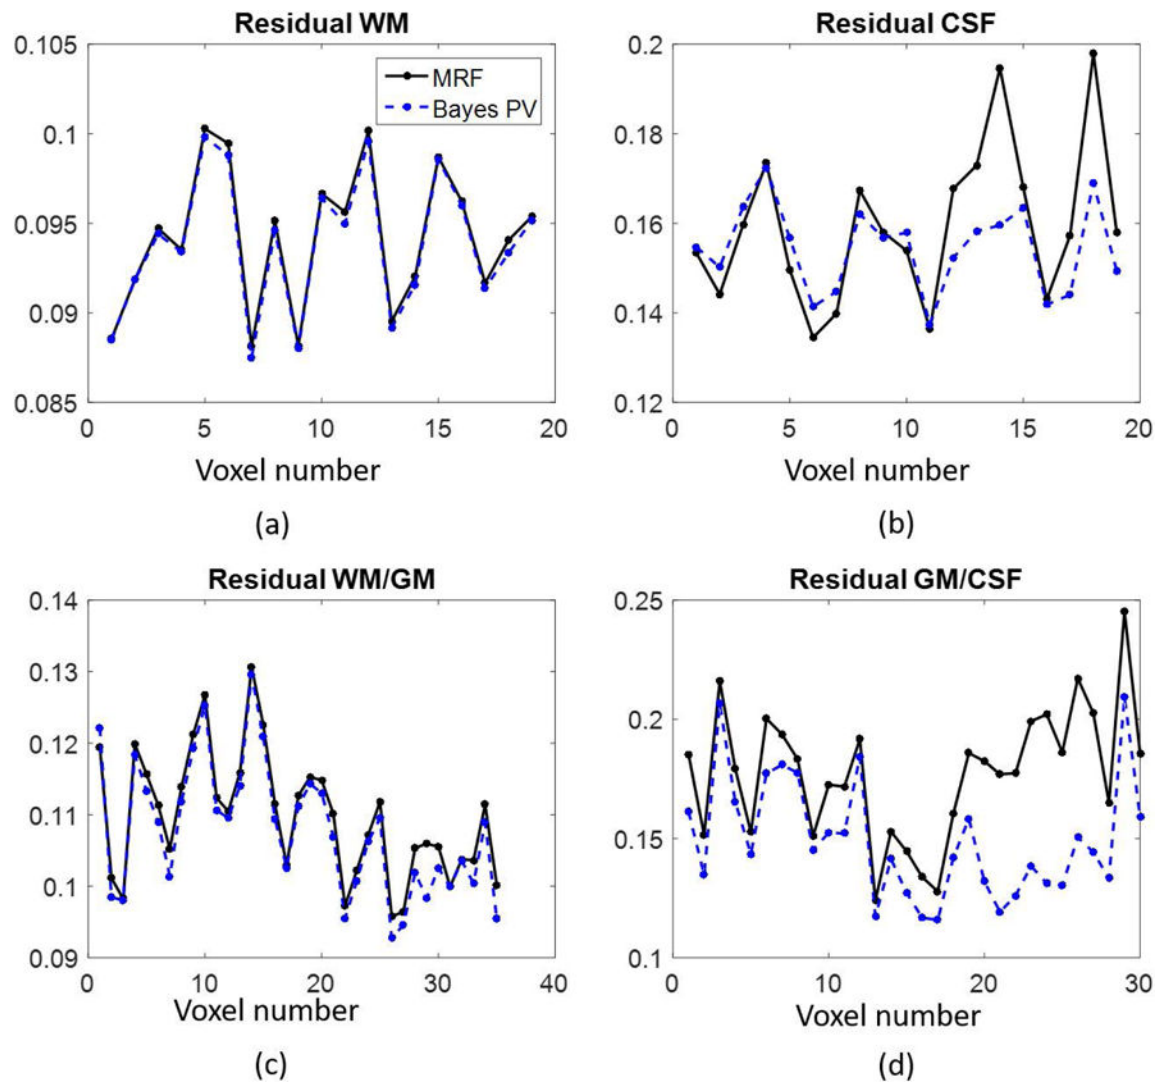 Residual WM
0.105
0.1
0.095
0.09
0.085
0 5 10 15 20
MRF
Bayes PV
Voxel number
(a)
Residual CSF
0.2
0.18
0.16
0.14
0.12
0 5 10 15 20
Voxel number
(b)
Residual WM/GM
0.14
0.13
0.12
0.11
0.1
0.09
0 10 20 30 40
Voxel number
(c)
Residual GM/CSF
0.25
0.2
0.15
0.1
0 10 20 30
Voxel number
(d)